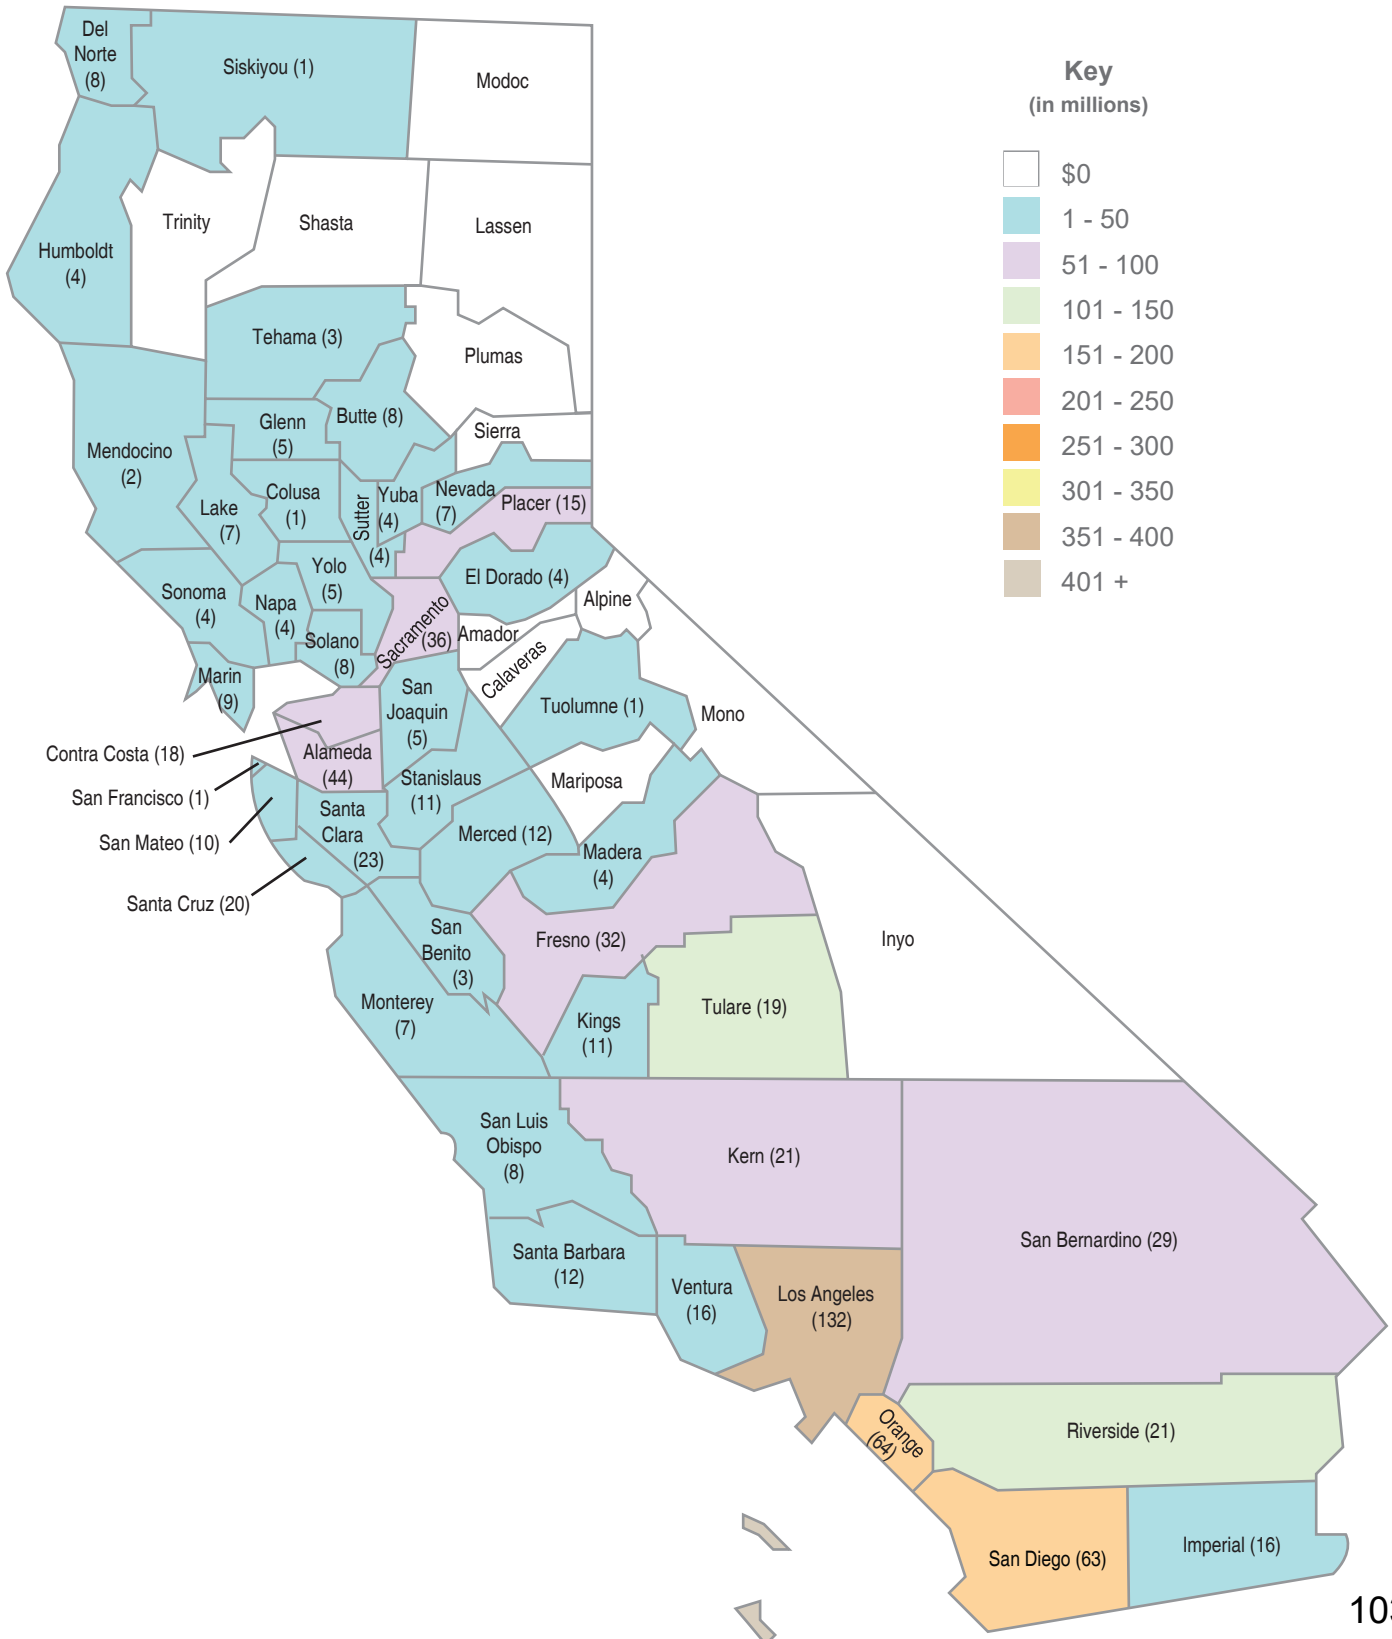 Del
Norte
(8)
Siskiyou (1)
Modoc
Key
(in millions)
$0
1 - 50
51 - 100
101 - 150
151 - 200
201 - 250
251 - 300
301 - 350
351 - 400
401 +
Trinity
Shasta
Lassen
Humboldt
(4)
Tehama (3)
Plumas
Butte (8)
Glenn
(5)
Sierra
Mendocino
(2)
Lake
(7)
Colusa
(1)
Sutter
(4)
Yuba
(4)
Nevada
(7)
Placer (15)
Yolo
(5)
El Dorado (4)
Sonoma
(4)
Napa
(4)
Solano
(8)
Sacramento
(36)
Amador
Alpine
Calaveras
Marin
(9)
San
Joaquin
(5)
Tuolumne (1)
Mono
Contra Costa (18)
Alameda
(44)
San Francisco (1)
San Mateo (10)
Santa Cruz (20)
Santa
Clara
(23)
Stanislaus
(11)
Mariposa
Merced (12)
Madera
(4)
San
Benito
(3)
Fresno (32)
Inyo
Monterey
(7)
Kings
(11)
Tulare (19)
San Luis
Obispo
(8)
Kern (21)
San Bernardino (29)
Santa Barbara
(12)
Ventura
(16)
Los Angeles
(132)
Orange
(64)
Riverside (21)
San Diego (63)
Imperial (16)
103